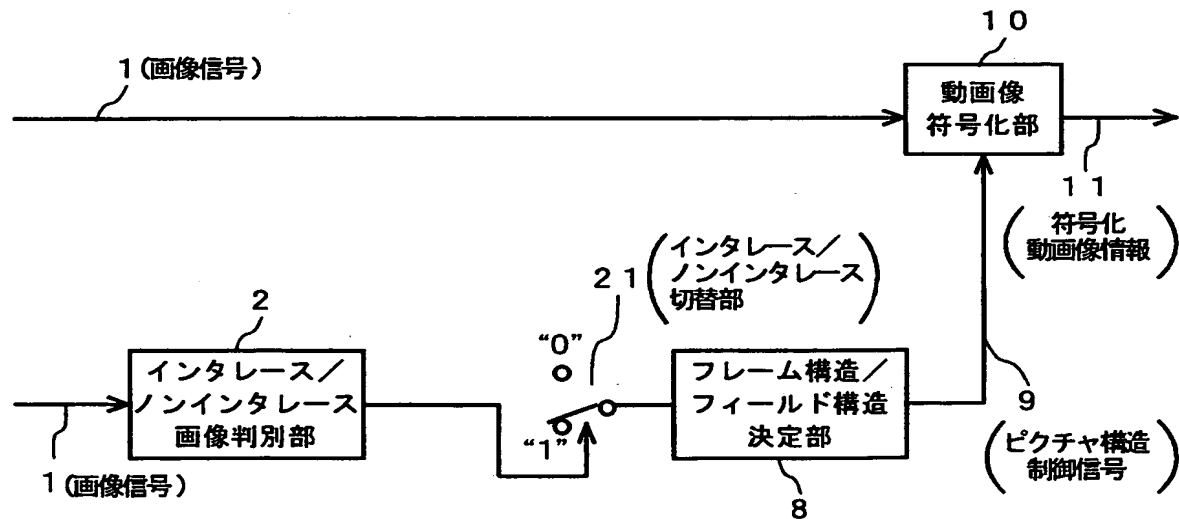 １０
１(画像信号)
動画像
符号化部
１１
(符号化
動画像情報)
２
２１(インタレース／
ノンインタレース
切替部)
“0”
インタレース／
ノンインタレース
画像判別部
“1”
フレーム構造／
フィールド構造
決定部
９
(ピクチャ構造
制御信号)
１(画像信号)
８